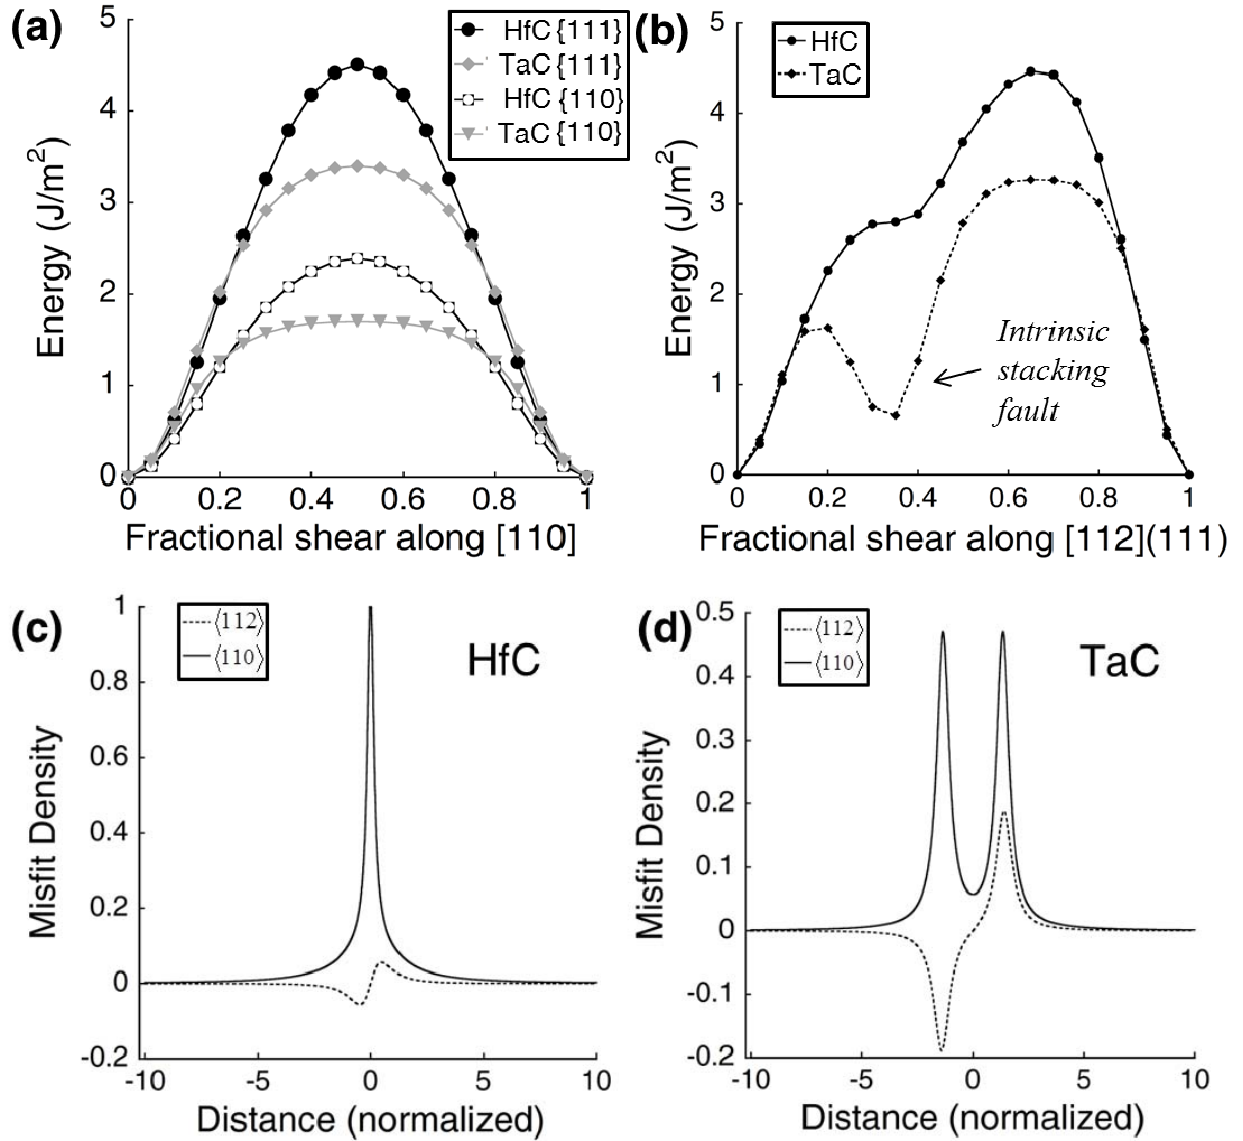 (a)
HfC {111}
TaC {111}
HfC {110}
TaC {110}
5
4
3
2
1
0
Energy (J/m2)
0
0.2
0.4
0.6
0.8
1
Fractional shear along [110]
(b)
HfC
TaC
5
4
3
2
1
0
Energy (J/m2)
Intrinsic
stacking
fault
0
0.2
0.4
0.6
0.8
1
Fractional shear along [112](111)
(c)
⟨112⟩
⟨110⟩
HfC
1
0.8
0.6
0.4
0.2
0
-0.2
Misfit Density
-10
-5
0
5
10
Distance (normalized)
(d)
⟨112⟩
⟨110⟩
TaC
0.5
0.4
0.3
0.2
0.1
0
-0.1
-0.2
Misfit Density
-10
-5
0
5
10
Distance (normalized)